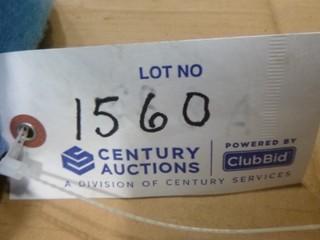 LOT NO
1560
CENTURY AUCTIONS
POWERED BY
ClubBid
A DIVISION OF CENTURY SERVICES